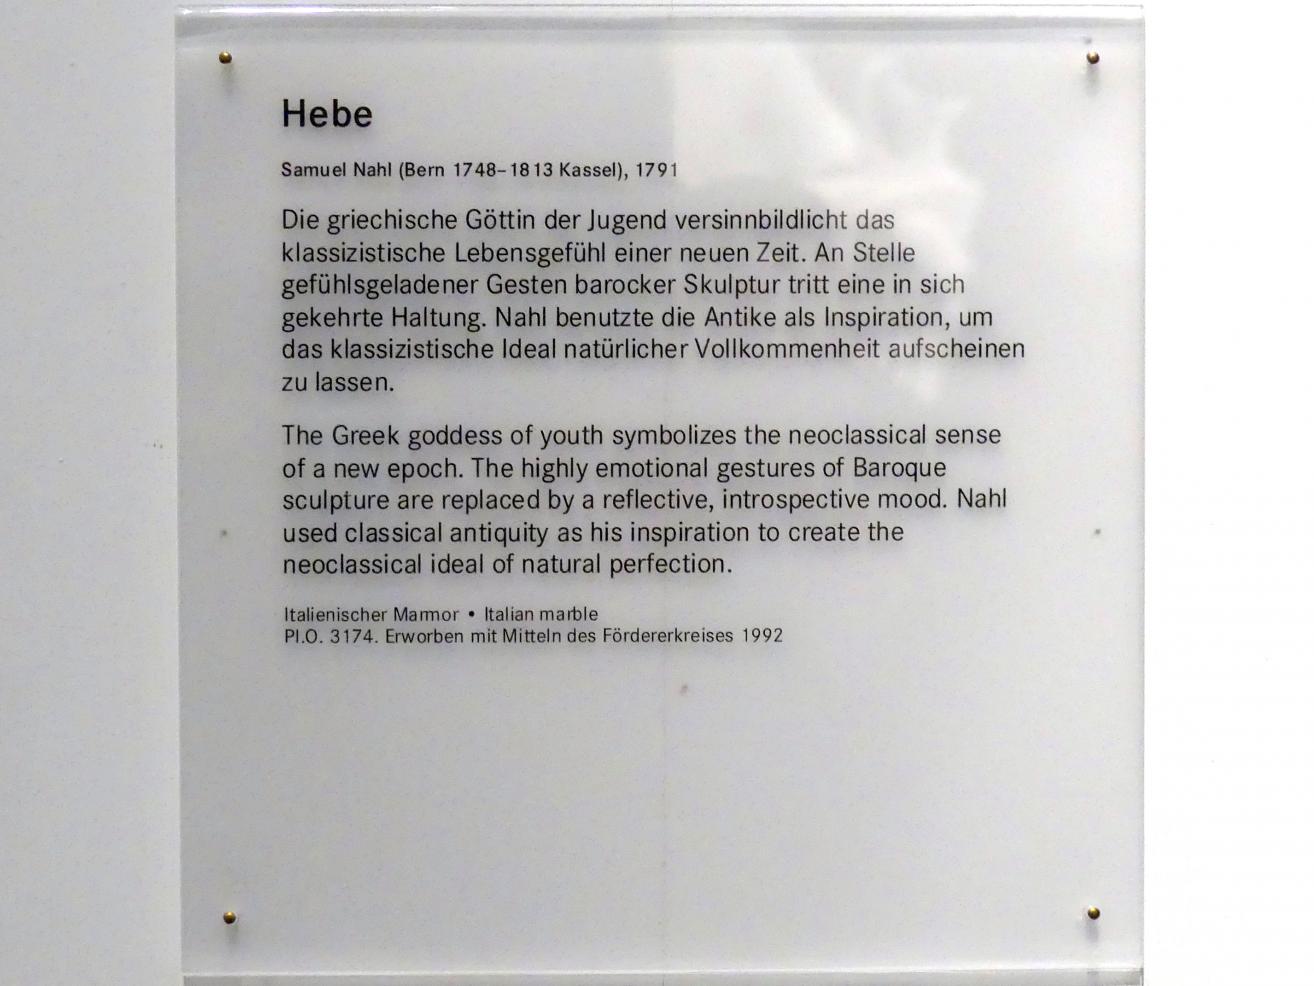 Hebe
Samuel Nahl (Bern 1748–1813 Kassel), 1791
Die griechische Göttin der Jugend versinnbildlicht das
klassizistische Lebensgefühl einer neuen Zeit. An Stelle
gefühlsgeladener Gesten barocker Skulptur tritt eine in sich
gekehrte Haltung. Nahl benutzte die Antike als Inspiration, um
das klassizistische Ideal natürlicher Vollkommenheit aufscheinen
zu lassen.
The Greek goddess of youth symbolizes the neoclassical sense
of a new epoch. The highly emotional gestures of Baroque
sculpture are replaced by a reflective, introspective mood. Nahl
used classical antiquity as his inspiration to create the
neoclassical ideal of natural perfection.
Italienischer Marmor • Italian marble
Pl.O. 3174. Erworben mit Mitteln des Fördererkreises 1992